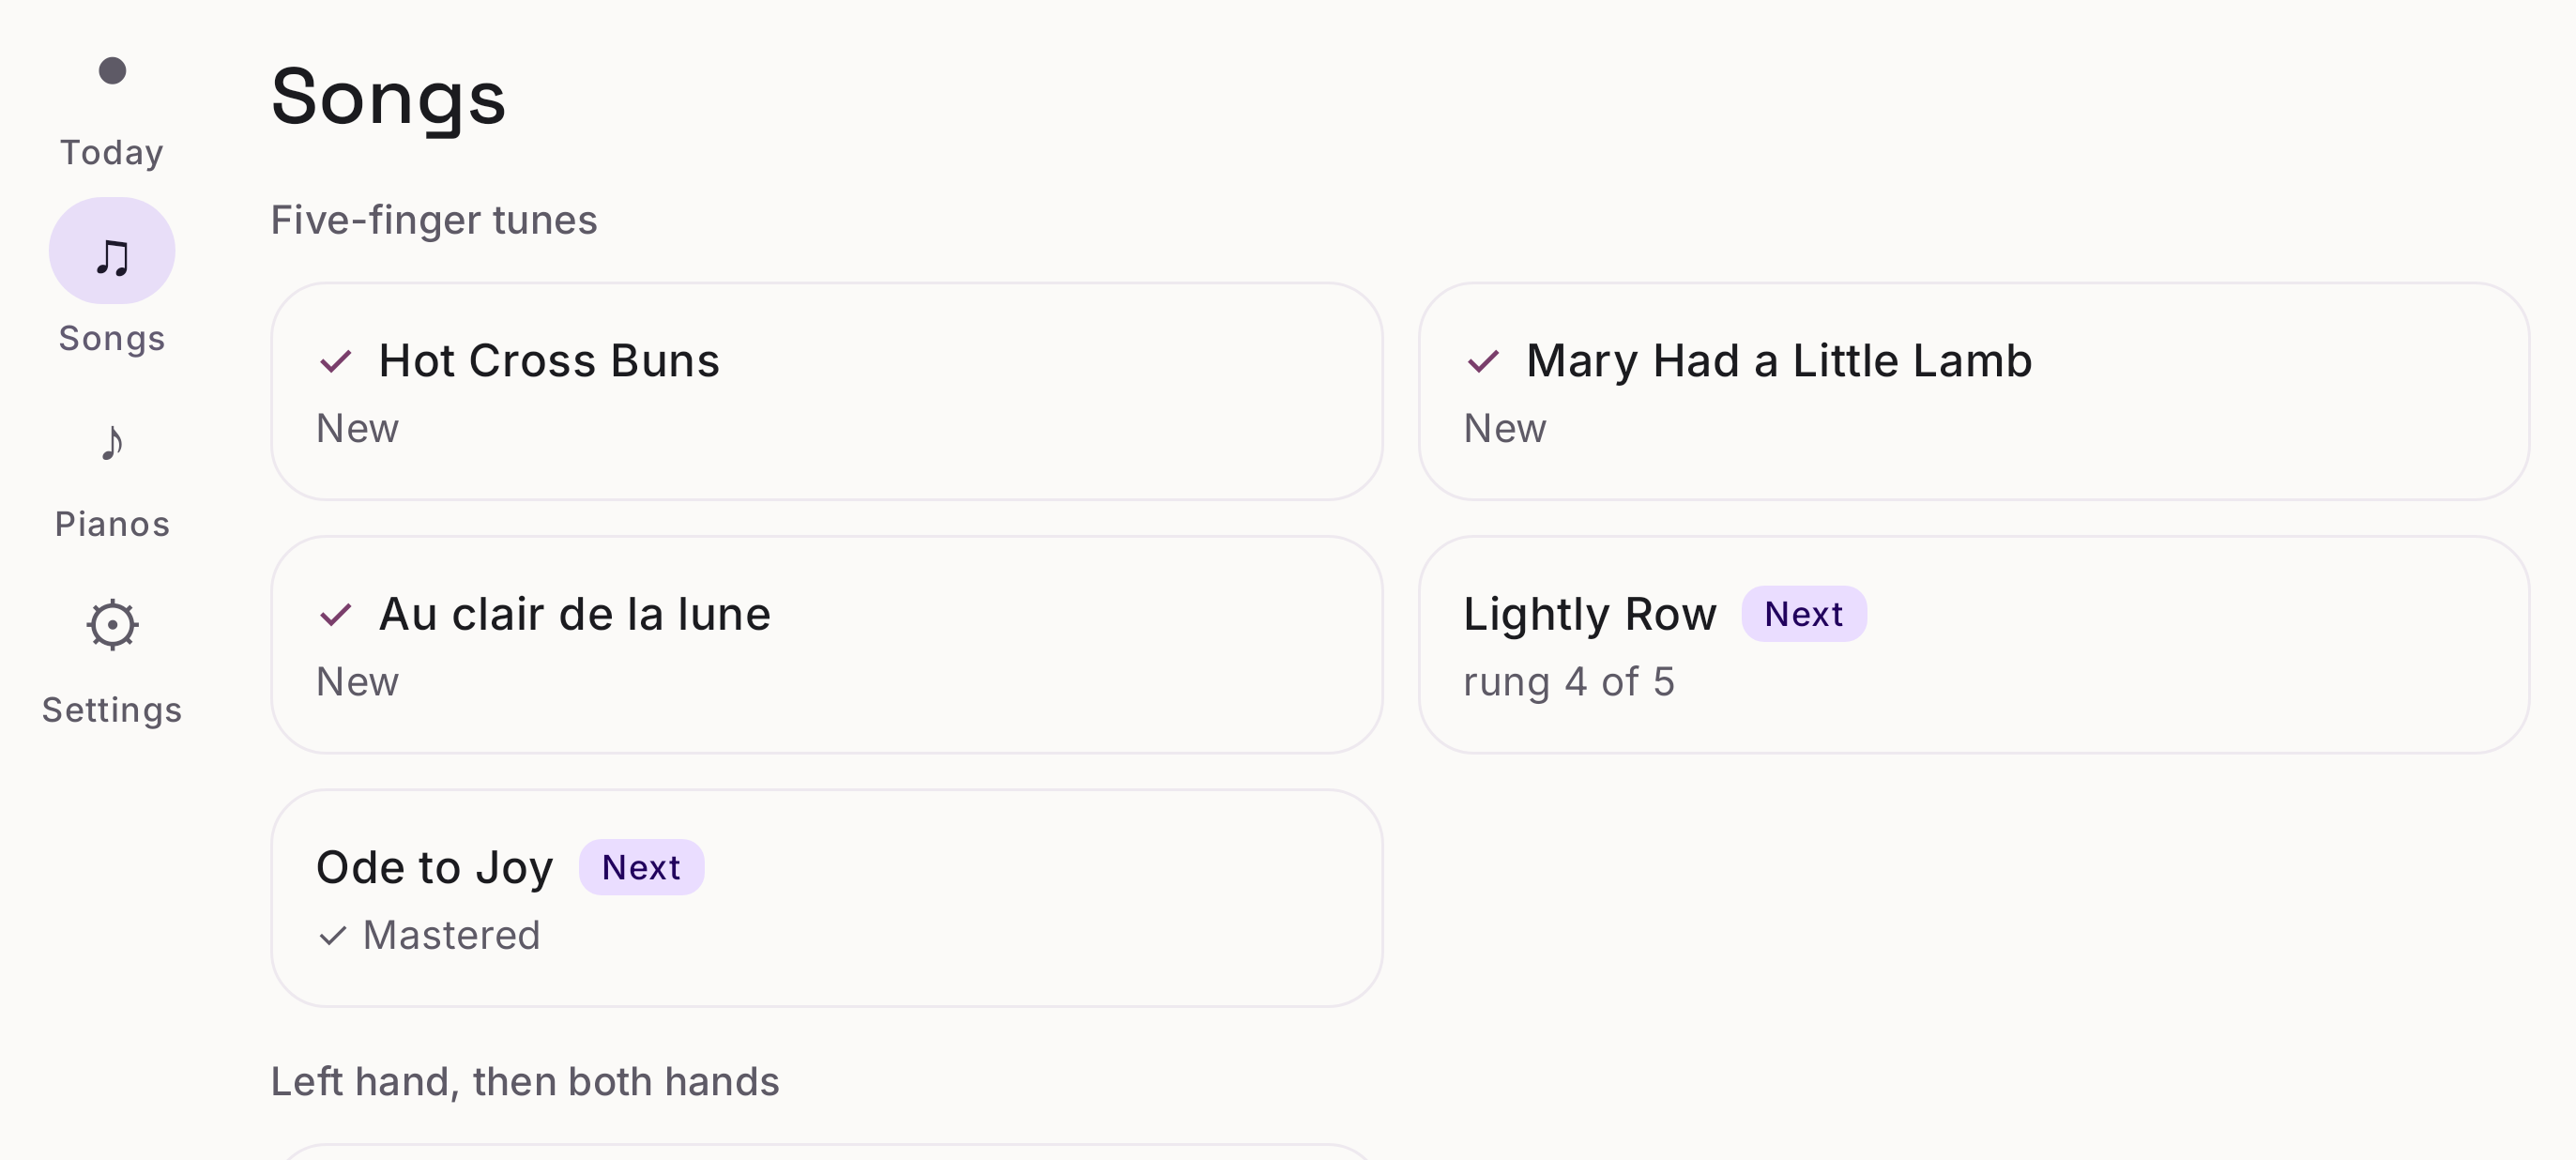 Today
Songs
Pianos
Settings
Songs
Five-finger tunes
✓ Hot Cross Buns
New
✓ Mary Had a Little Lamb
New
✓ Au clair de la lune
New
Lightly Row Next
rung 4 of 5
Ode to Joy Next
✓ Mastered
Left hand, then both hands